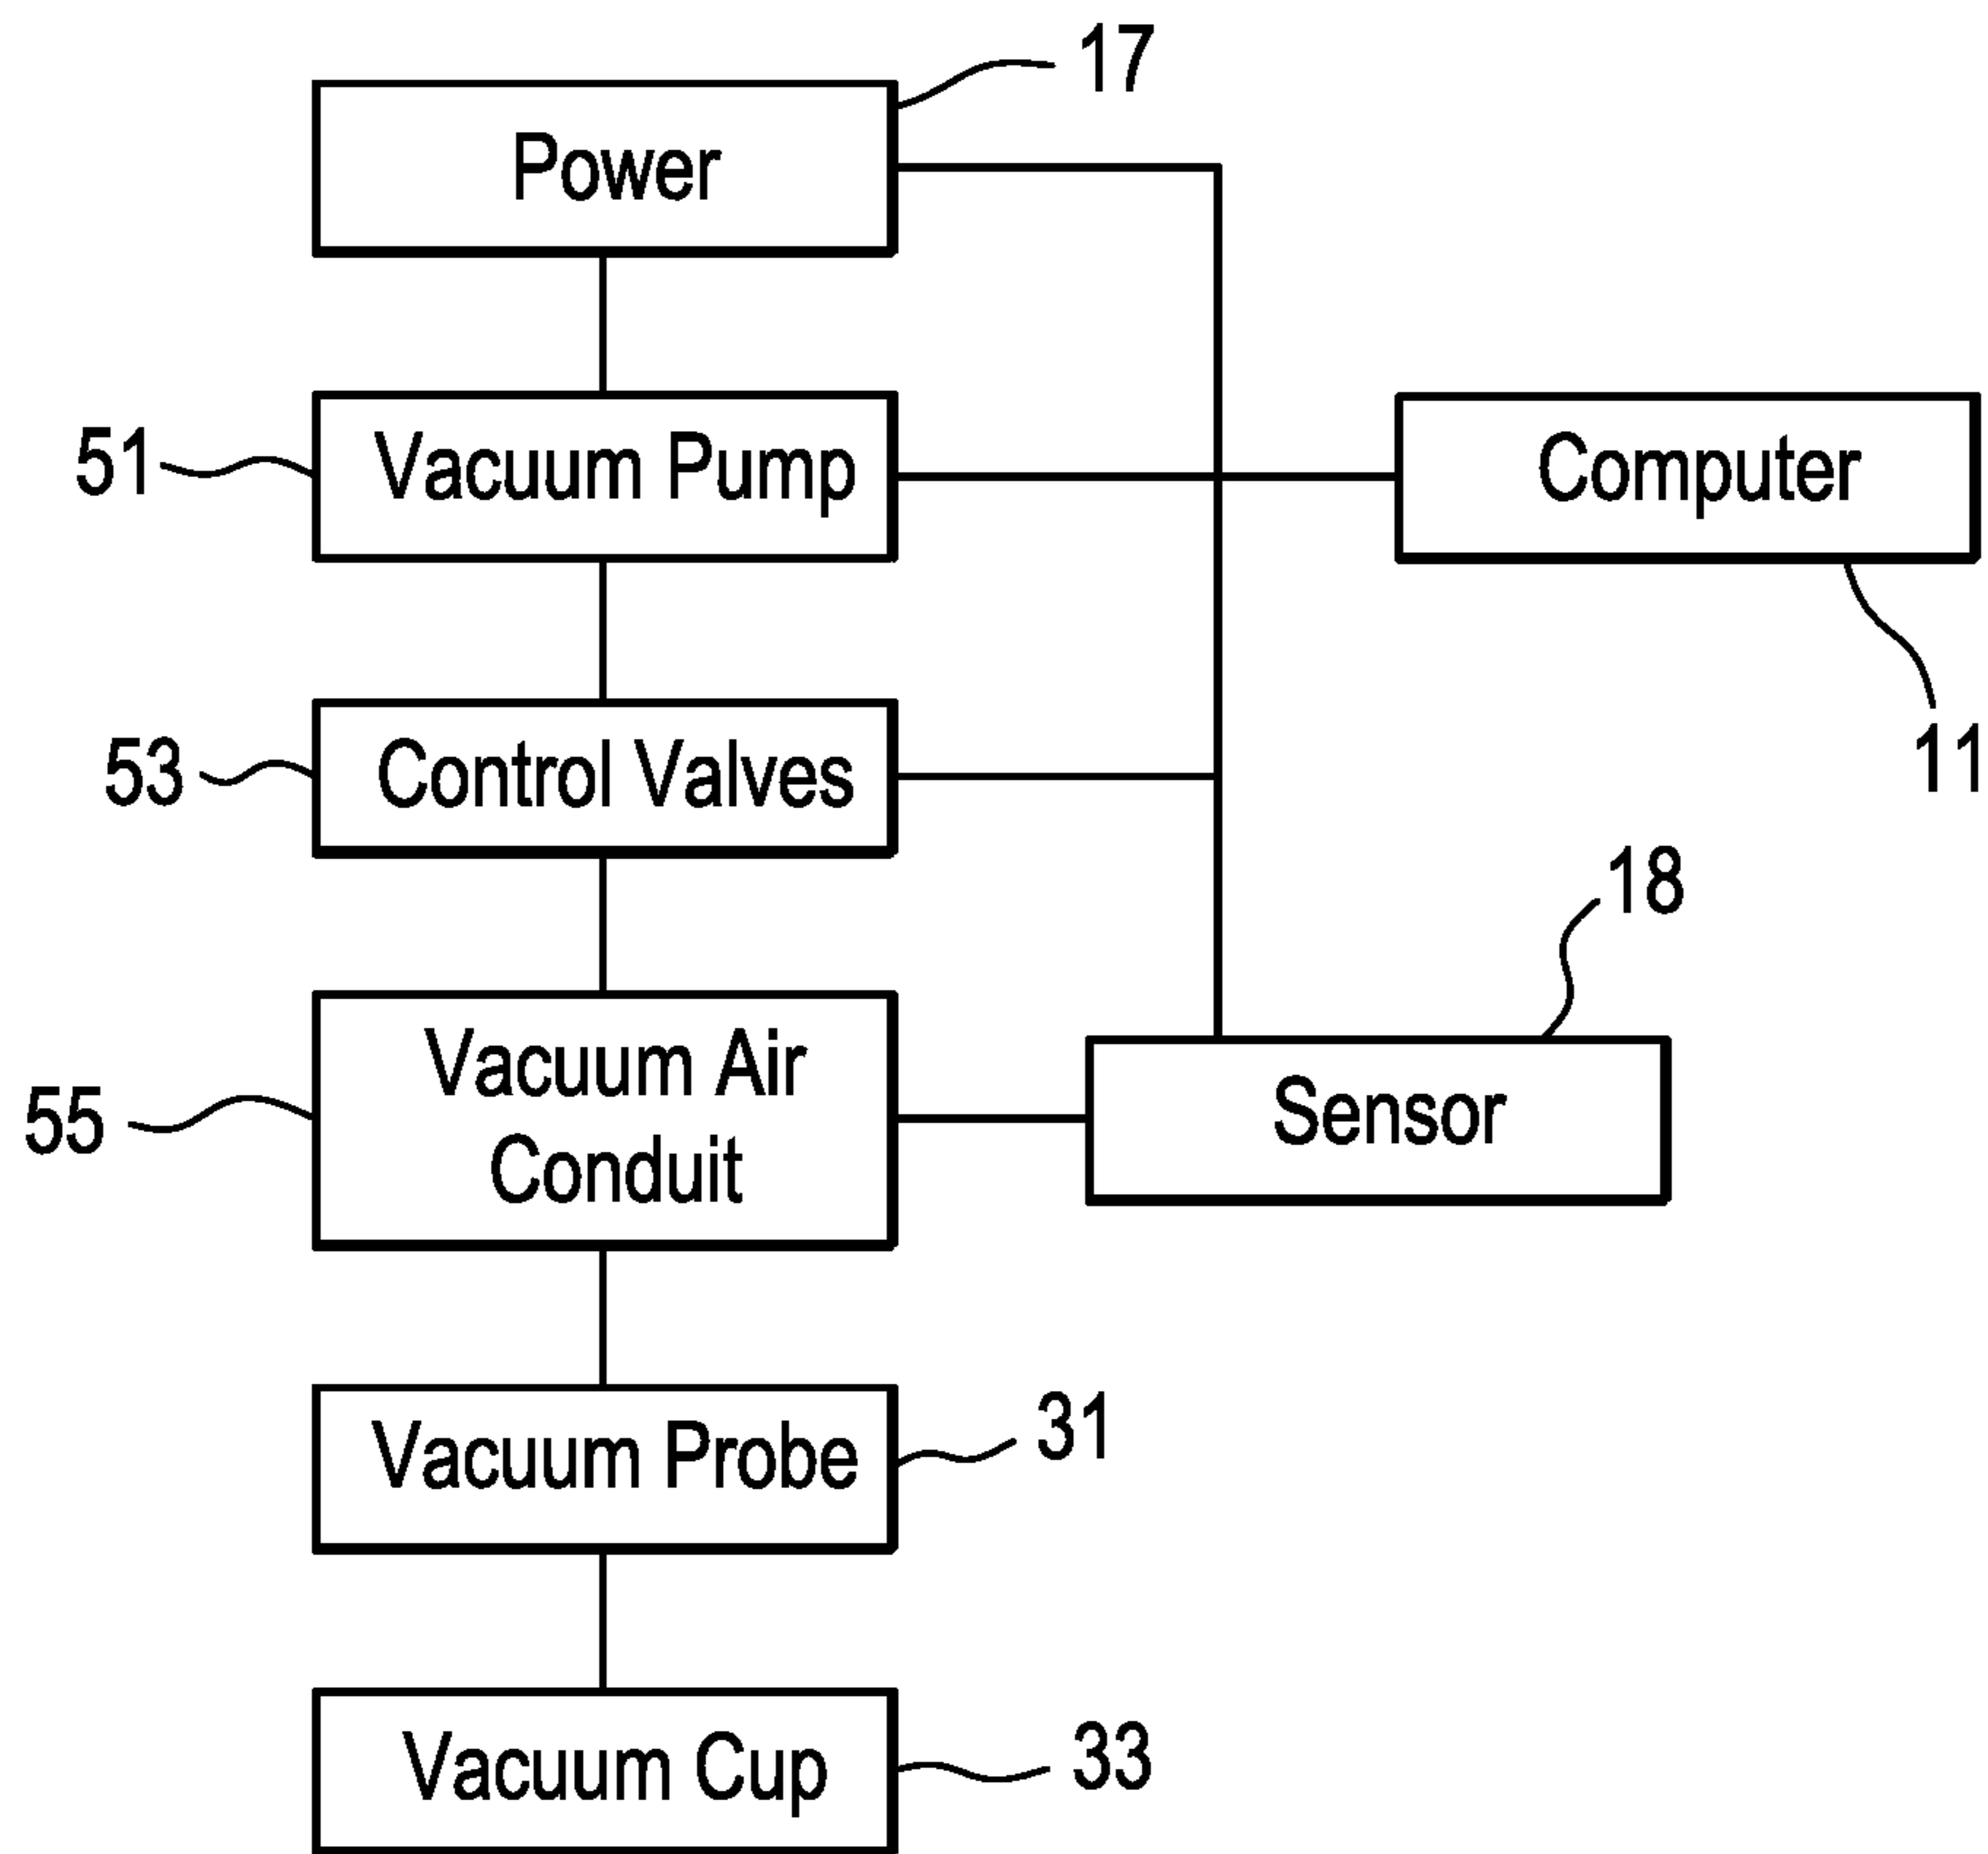 17
Power
51
Vacuum Pump
Computer
11
53
Control Valves
18
55
Vacuum Air
Conduit
Sensor
Vacuum Probe
31
Vacuum Cup
33